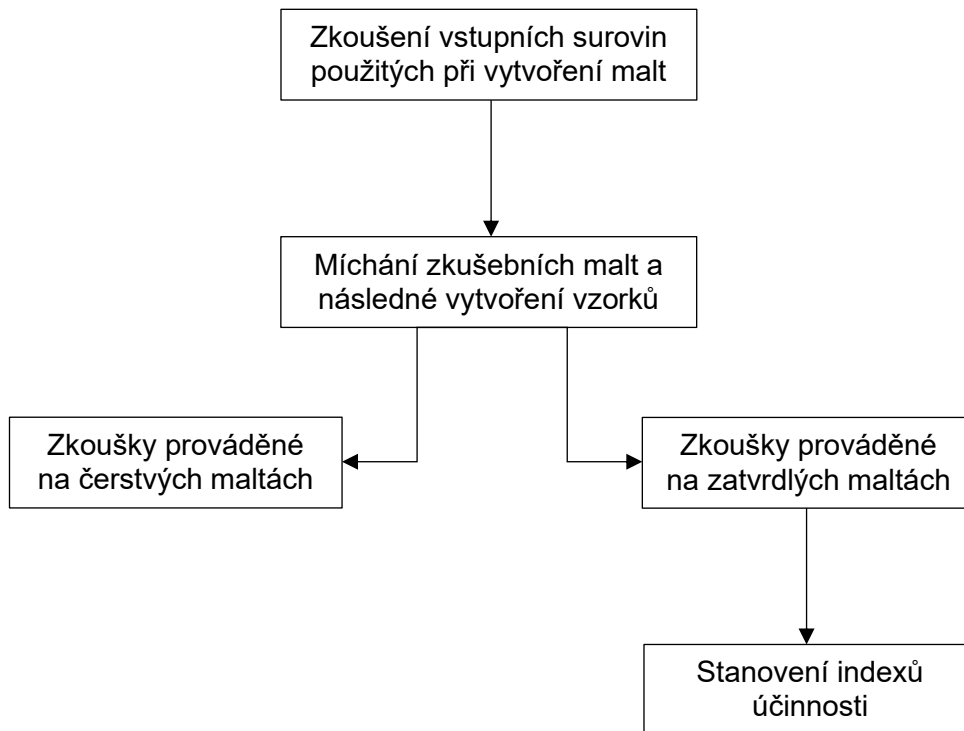 Zkoušení vstupních surovin
použitých při vytvoření malt
Míchání zkušebních malt a
následné vytvoření vzorků
Zkoušky prováděné
na čerstvých maltách
Zkoušky prováděné
na zatvrdlých maltách
Stanovení indexů
účinnosti